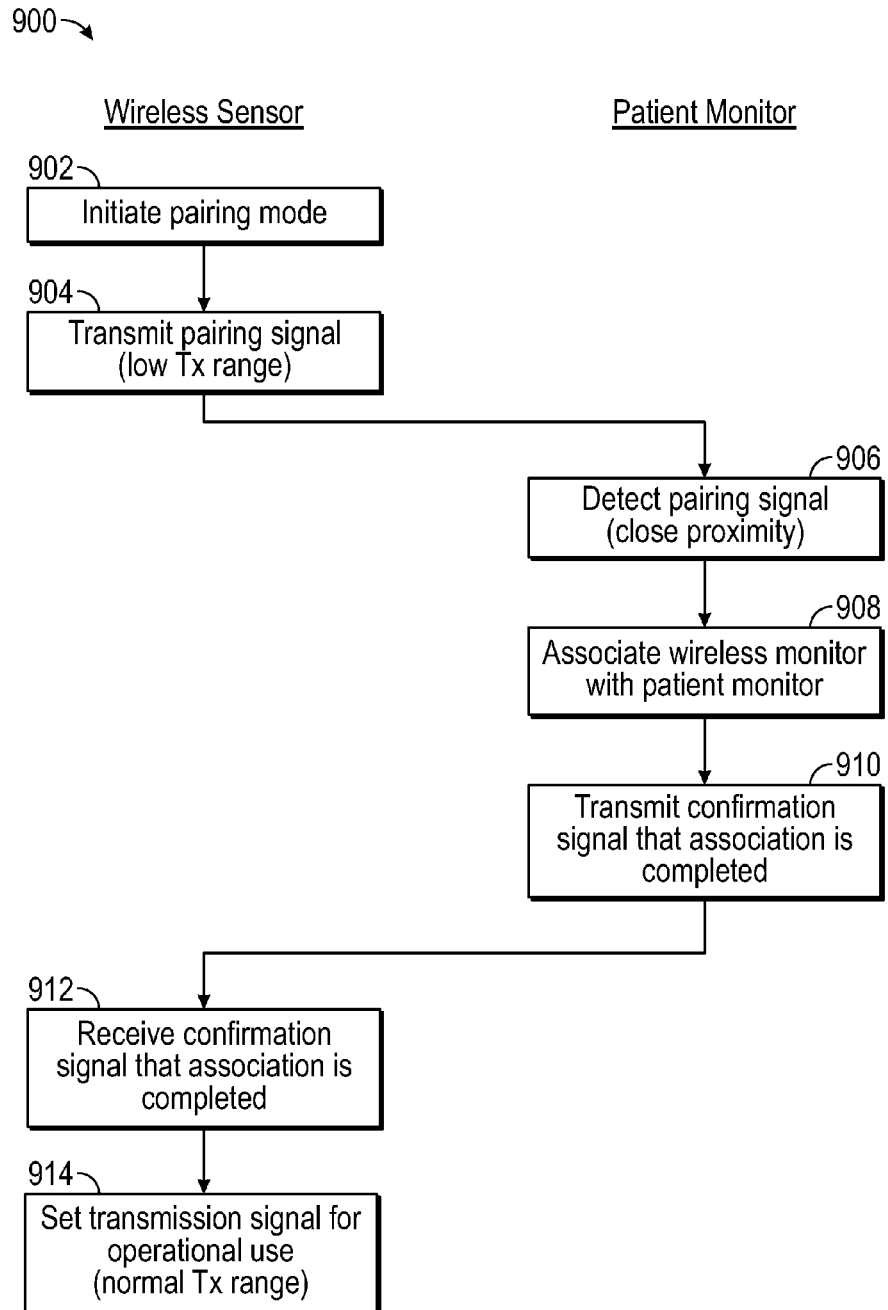 900
Wireless Sensor
Patient Monitor
902
Initiate pairing mode
904
Transmit pairing signal
(low Tx range)
906
Detect pairing signal
(close proximity)
908
Associate wireless monitor
with patient monitor
910
Transmit confirmation
signal that association is
completed
912
Receive confirmation
signal that association is
completed
914
Set transmission signal for
operational use
(normal Tx range)